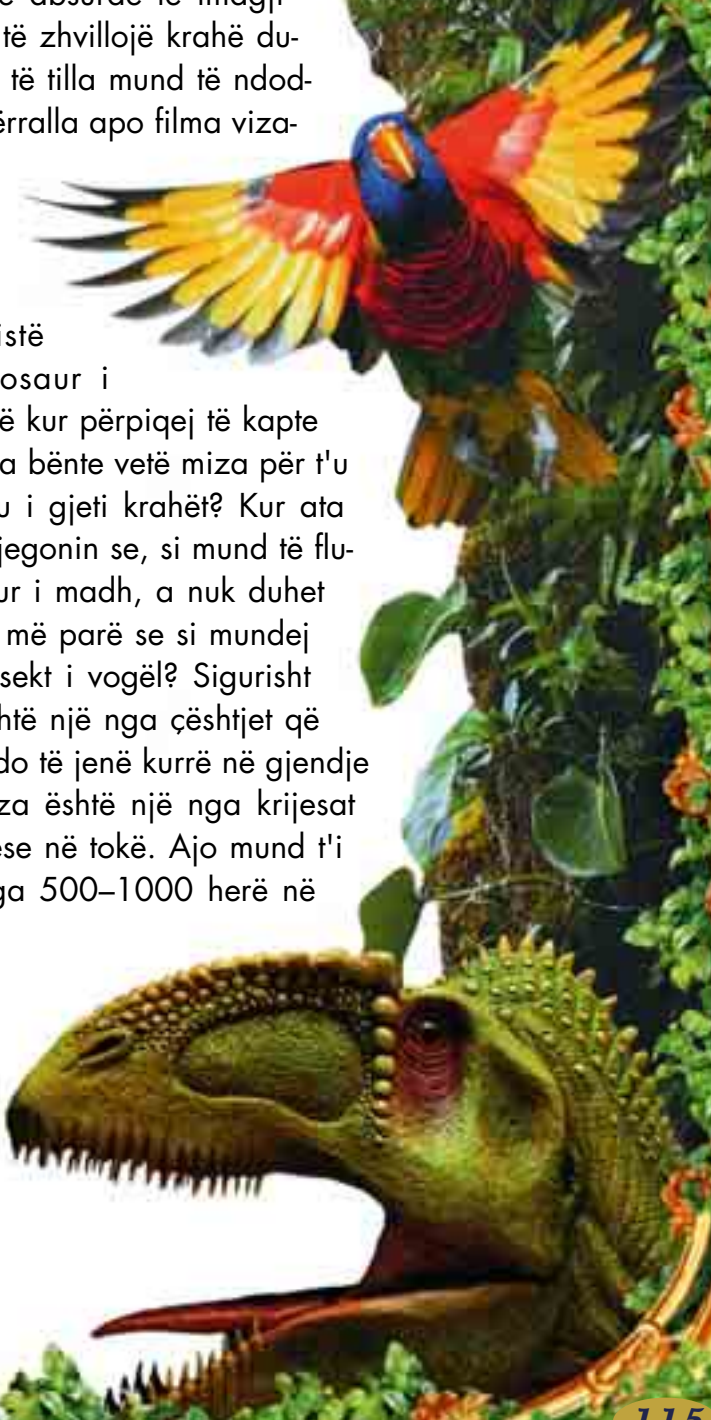 të zhvillojë krahë du-
të tilla mund të ndod-
ërralla apo filma viza-
istë
osaur i
ë kur përpiqej të kapte
a bënte vetë miza për t'u
u i gjeti krahët? Kur ata
jegonin se, si mund të flu-
ur i madh, a nuk duhet
më parë se si mundej
sekt i vogël? Sigurisht
htë një nga çështjet që
do të jenë kurrë në gjendje
za është një nga krijesat
ese në tokë. Ajo mund t'i
ga 500–1000 herë në
115